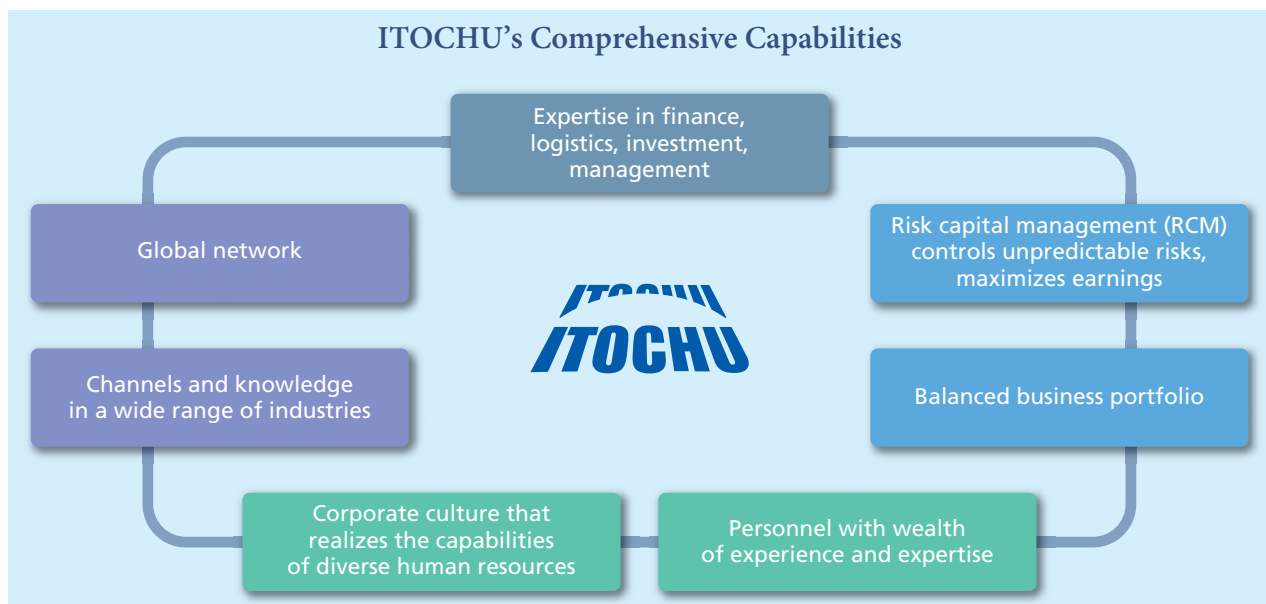 ITOCHU's Comprehensive Capabilities
Expertise in finance,
logistics, investment,
management
Global network
Risk capital management (RCM)
controls unpredictable risks,
maximizes earnings
ITOCHU
ITOCHU
Channels and knowledge
in a wide range of industries
Balanced business portfolio
Corporate culture that
realizes the capabilities
of diverse human resources
Personnel with wealth
of experience and expertise